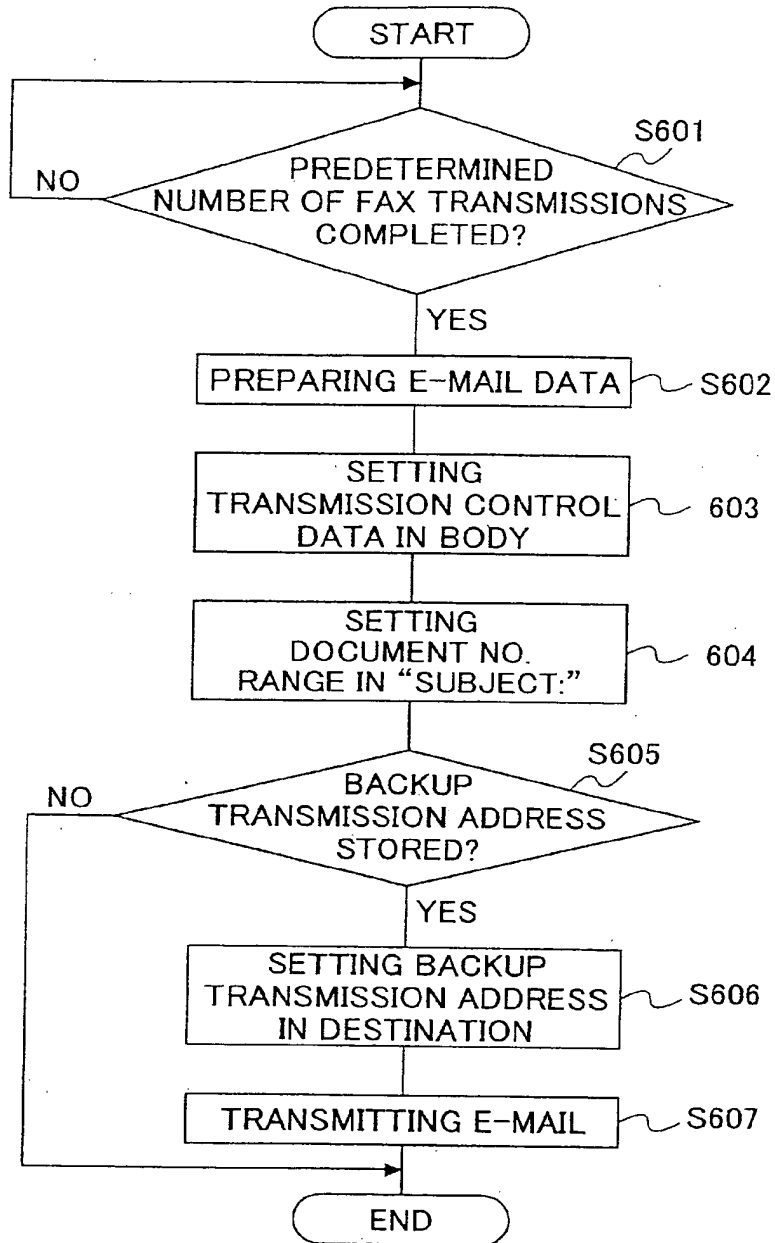 START
S601
PREDETERMINED
NUMBER OF FAX TRANSMISSIONS
COMPLETED?
NO
YES
PREPARING E-MAIL DATA
S602
SETTING
TRANSMISSION CONTROL
DATA IN BODY
603
SETTING
DOCUMENT NO.
RANGE IN “SUBJECT:”
604
S605
BACKUP
TRANSMISSION ADDRESS
STORED?
NO
YES
SETTING BACKUP
TRANSMISSION ADDRESS
IN DESTINATION
S606
TRANSMITTING E-MAIL
S607
END